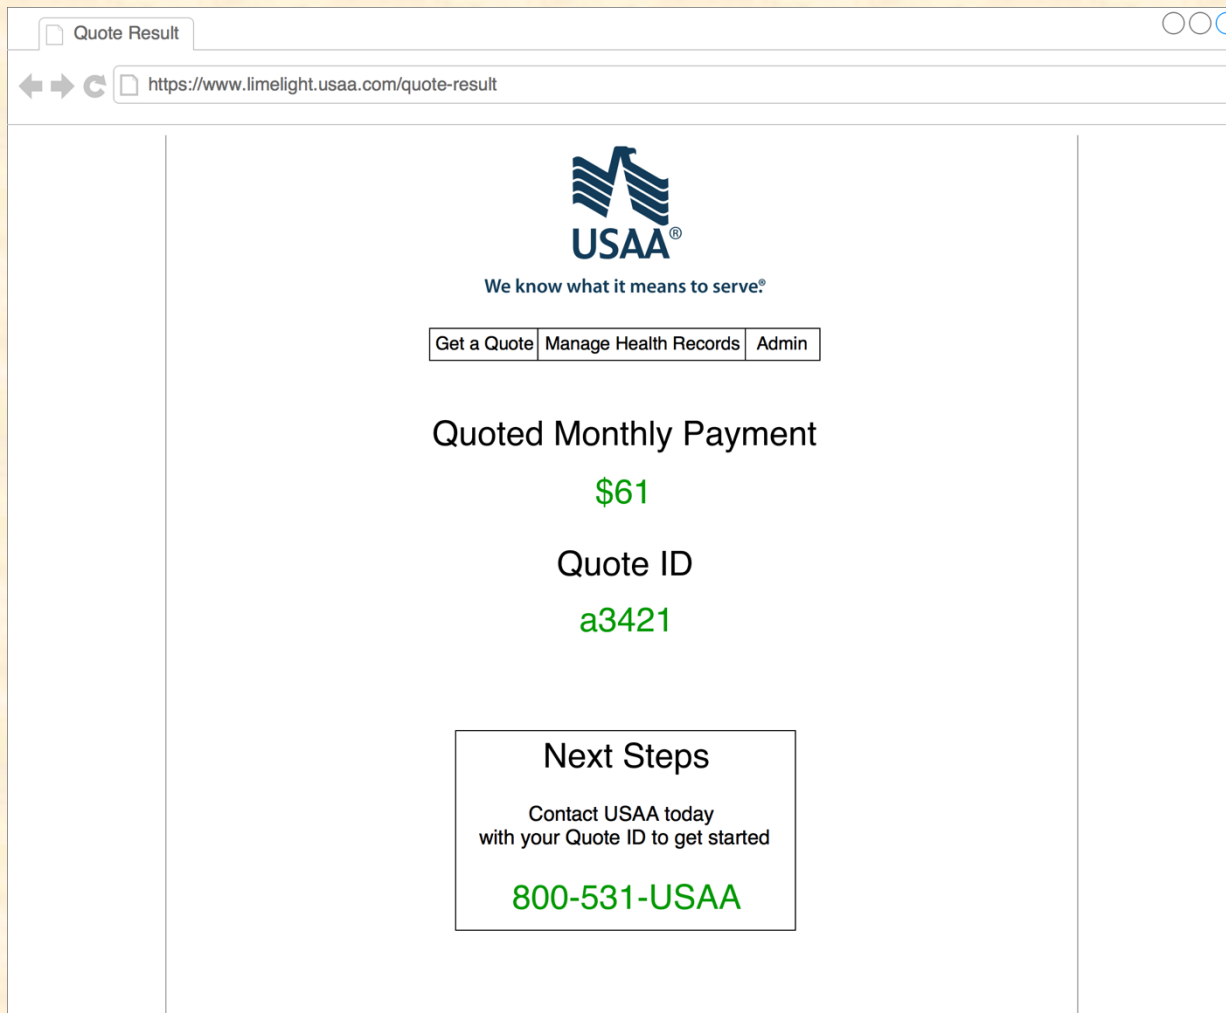 Quote Result
https://www.limelight.usaa.com/quote-result
USAA®
We know what it means to serve.®
Get a Quote Manage Health Records Admin
Quoted Monthly Payment
$61
Quote ID
a3421
Next Steps
Contact USAA today
with your Quote ID to get started
800-531-USAA